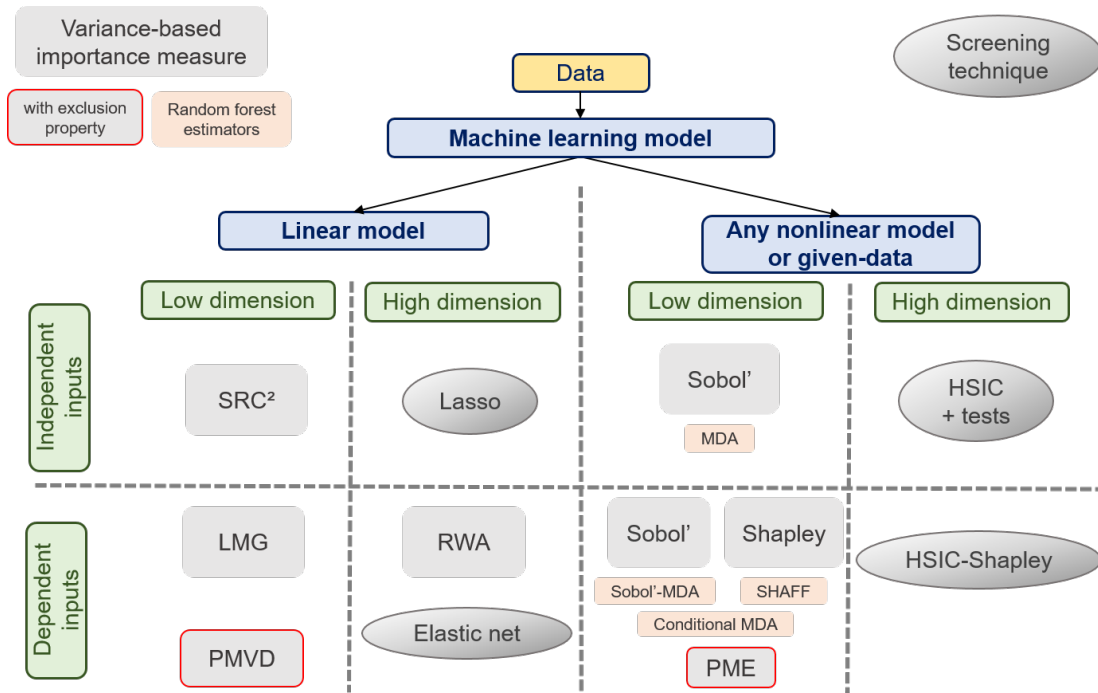 Variance-based
importance measure
with exclusion
property
Random forest
estimators
Screening
technique
Data
Machine learning model
Linear model
Any nonlinear model
or given-data
Low dimension
High dimension
Low dimension
High dimension
Independent
inputs
SRC²
Lasso
Sobol’
MDA
HSIC
+ tests
Dependent
inputs
LMG
RWA
Sobol’
Shapley
HSIC-Shapley
Sobol’-MDA
SHAFF
Conditional MDA
Elastic net
PMVD
PME